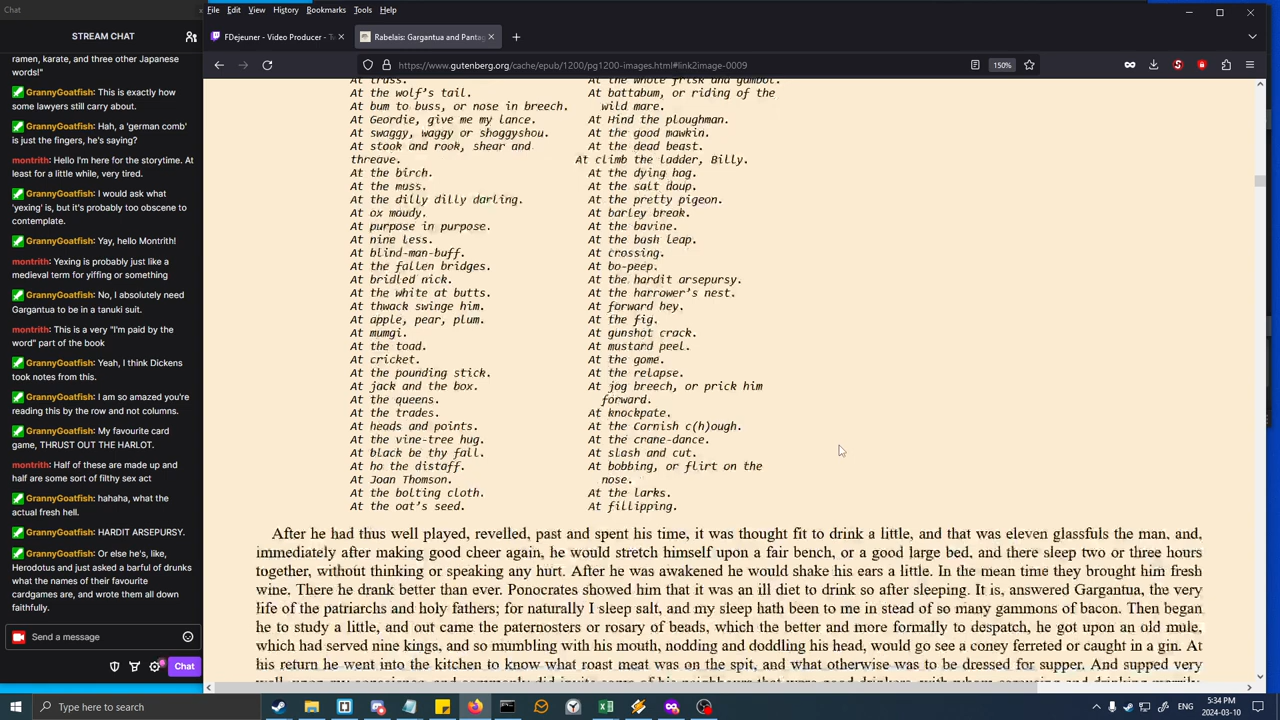 Chat
STREAM CHAT
ramen, karate, and three other Japanese
words!"
GrannyGoatfish: This is exactly how
some lawyers still carry about.
GrannyGoatfish: Hah, a 'german comb'
is just the fingers, he's saying?
montrith: Hello I'm here for the storytime. At
least for a little while, very tired.
GrannyGoatfish: I would ask what
'yexing' is, but it's probably too obscene to
contemplate.
GrannyGoatfish: Yay, hello Montrith!
montrith: Yexing is probably just like a
medieval term for yiffing or something
GrannyGoatfish: No, I absolutely need
Gargantua to be in a tanuki suit.
montrith: This is a very "I'm paid by the
word" part of the book
GrannyGoatfish: Yeah, I think Dickens
took notes from this.
GrannyGoatfish: I am so amazed you're
reading this by the row and not columns.
GrannyGoatfish: My favourite card
game, THRUST OUT THE HARLOT.
montrith: Half of these are made up and
half are some sort of filthy sex act
GrannyGoatfish: hahaha, what the
actual fresh hell.
GrannyGoatfish: HARDIT ARSEPURSY.
GrannyGoatfish: Or else he's, like,
Herodotus and just asked a barful of drunks
what the names of their favourite
cardgames are, and wrote them all down
faithfully.
Send a message
Chat
File Edit View History Bookmarks Tools Help
FDejeuner - Video Producer - Tw
Rabelais: Gargantua and Pantag
https://www.gutenberg.org/cache/epub/1200/pg1200-images.html#link2image-0009
150%
At truss.
At the wolf's tail.
At bum to buss, or nose in breech.
At Geordie, give me my lance.
At swaggy, waggy or shoggyshou.
At stook and rook, shear and
threave.
At the birch.
At the muss.
At the dilly dilly darling.
At ox moudy.
At purpose in purpose.
At nine less.
At blind-man-buff.
At the fallen bridges.
At bridled nick.
At the white at butts.
At thwack swinge him.
At apple, pear, plum.
At mumgi.
At the toad.
At cricket.
At the pounding stick.
At jack and the box.
At the queens.
At the trades.
At heads and points.
At the vine-tree hug.
At black be thy fall.
At ho the distaff.
At Joan Thomson.
At the bolting cloth.
At the oat's seed.
At the whole frisk and gambol.
At battabum, or riding of the
wild mare.
At Hind the ploughman.
At the good mawkin.
At the dead beast.
At climb the ladder, Billy.
At the dying hog.
At the salt doup.
At the pretty pigeon.
At barley break.
At the bavine.
At the bush leap.
At crossing.
At bo-peep.
At the hardit arsepursy.
At the harrower's nest.
At forward hey.
At the fig.
At gunshot crack.
At mustard peel.
At the gome.
At the relapse.
At jog breech, or prick him
forward.
At knockpate.
At the Cornish c(h)ough.
At the crane-dance.
At slash and cut.
At bobbing, or flirt on the
nose.
At the larks.
At fillipping.
After he had thus well played, revelled, past and spent his time, it was thought fit to drink a little, and that was eleven glassfuls the man, and,
immediately after making good cheer again, he would stretch himself upon a fair bench, or a good large bed, and there sleep two or three hours
together, without thinking or speaking any hurt. After he was awakened he would shake his ears a little. In the mean time they brought him fresh
wine. There he drank better than ever. Ponocrates showed him that it was an ill diet to drink so after sleeping. It is, answered Gargantua, the very
life of the patriarchs and holy fathers; for naturally I sleep salt, and my sleep hath been to me in stead of so many gammons of bacon. Then began
he to study a little, and out came the paternosters or rosary of beads, which the better and more formally to despatch, he got upon an old mule,
which had served nine kings, and so mumbling with his mouth, nodding and doddling his head, would go see a coney ferreted or caught in a gin. At
his return he went into the kitchen to know what roast meat was on the spit, and what otherwise was to be dressed for supper. And supped very
Type here to search
ENG
5:34 PM
2024-03-10